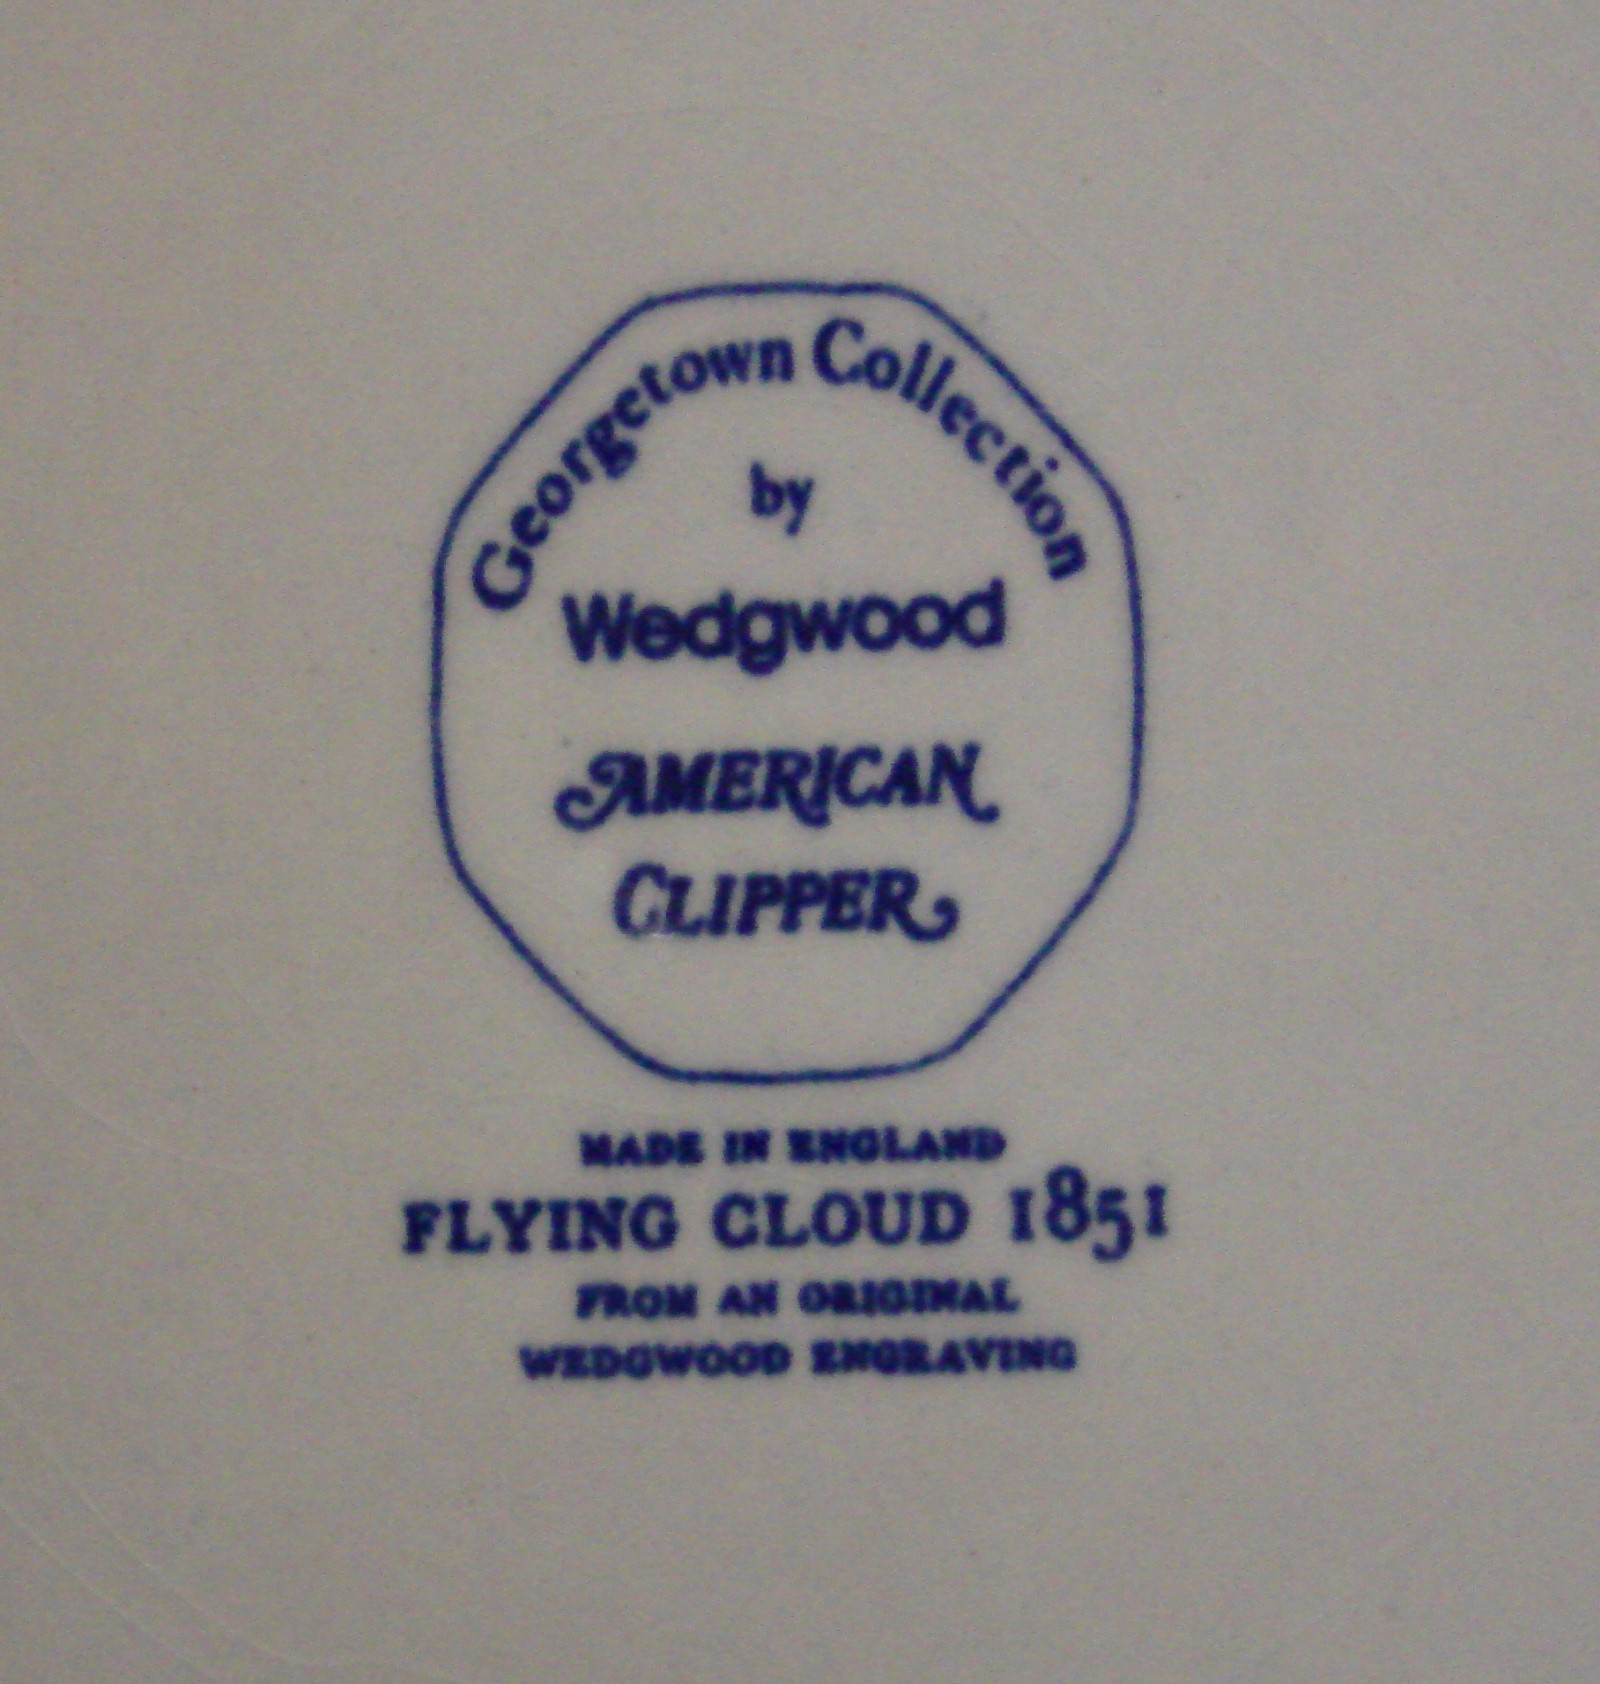 Georgetown Collection
by
Wedgwood
AMERICAN
CLIPPER
MADE IN ENGLAND
FLYING CLOUD 1851
FROM AN ORIGINAL
WEDGWOOD ENGRAVING